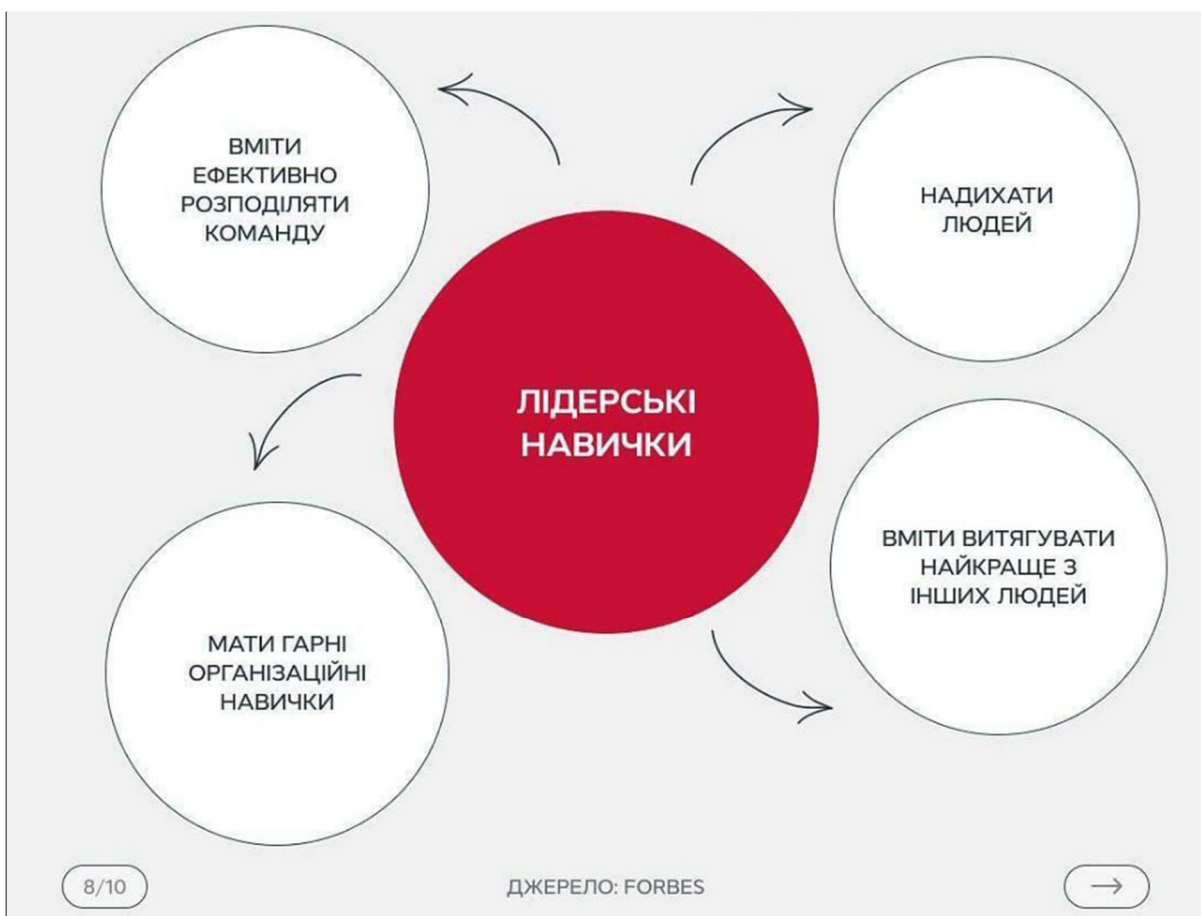 ВМІТИ
ЕФЕКТИВНО
РОЗПОДІЛЯТИ
КОМАНДУ
НАДИХАТИ
ЛЮДЕЙ
ЛІДЕРСЬКІ
НАВИЧКИ
ВМІТИ ВИТЯГУВАТИ
НАЙКРАЩЕ З
ІНШИХ ЛЮДЕЙ
МАТИ ГАРНІ
ОРГАНІЗАЦІЙНІ
НАВИЧКИ
8/10
ДЖЕРЕЛО: FORBES